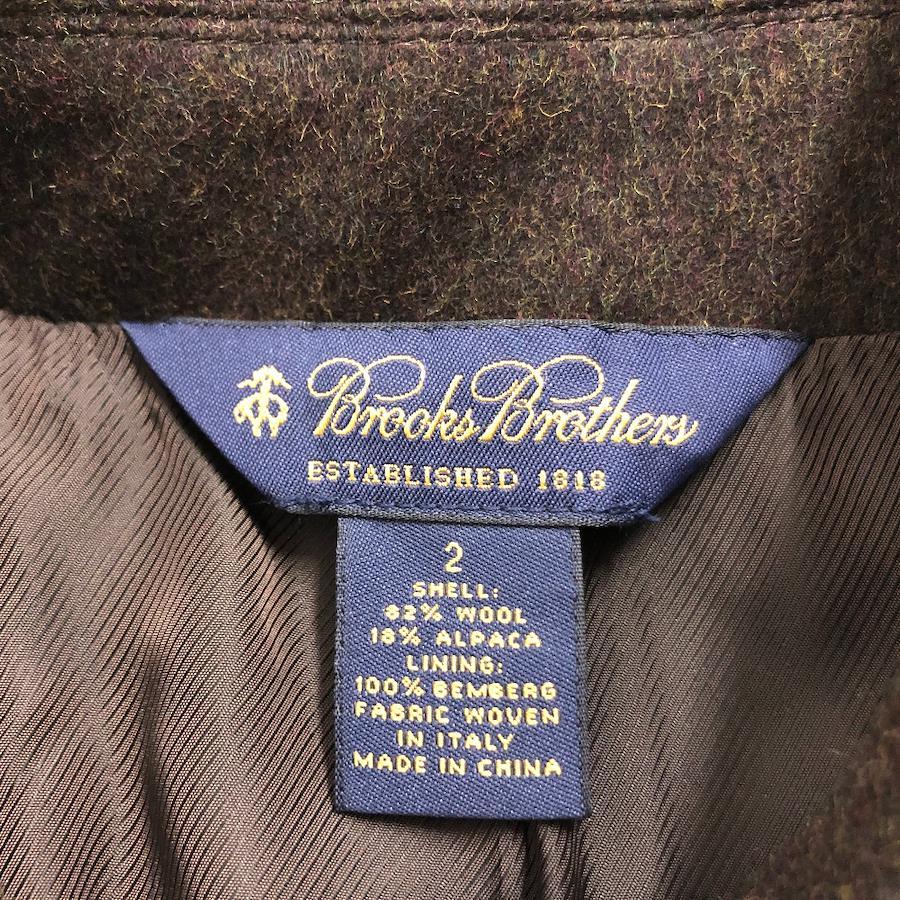 Brooks Brothers
ESTABLISHED 1818
2
SHELL:
82% WOOL
18% ALPACA
LINING:
100% BEMBERG
FABRIC WOVEN
IN ITALY
MADE IN CHINA